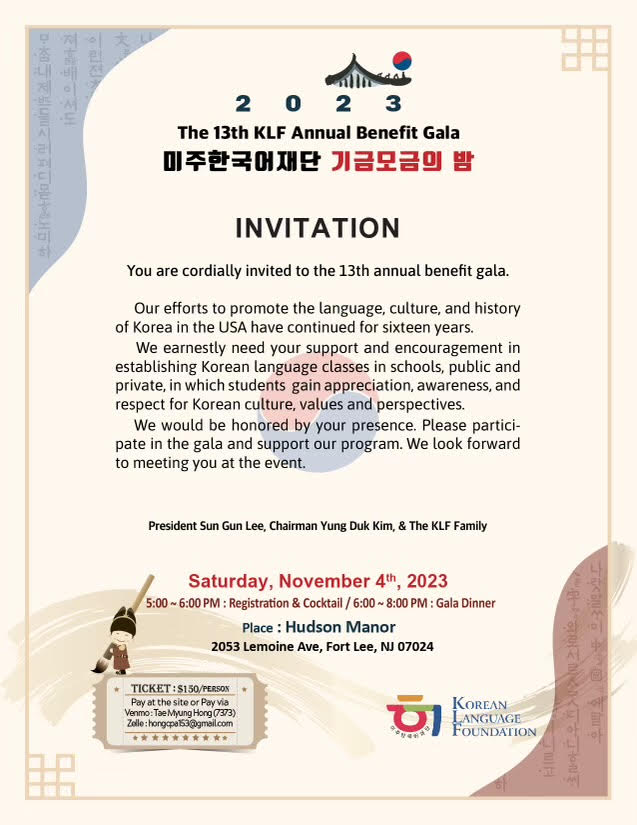 2 0 2 3
The 13th KLF Annual Benefit Gala
미주한국어재단 기금모금의 밤
INVITATION
You are cordially invited to the 13th annual benefit gala.
Our efforts to promote the language, culture, and history
of Korea in the USA have continued for sixteen years.
We earnestly need your support and encouragement in
establishing Korean language classes in schools, public and
private, in which students gain appreciation, awareness, and
respect for Korean culture, values and perspectives.
We would be honored by your presence. Please partici-
pate in the gala and support our program. We look forward
to meeting you at the event.
President Sun Gun Lee, Chairman Yung Duk Kim, & The KLF Family
Saturday, November 4th, 2023
5:00 ~ 6:00 PM : Registration & Cocktail / 6:00 ~ 8:00 PM : Gala Dinner
Place : Hudson Manor
2053 Lemoine Ave, Fort Lee, NJ 07024
TICKET : $150/PERSON
Pay at the site or Pay via
Venmo : Tae Myung Hong (7373)
Zelle : hongcpa153@gmail.com
미주한국어재단
KOREAN
LANGUAGE
FOUNDATION